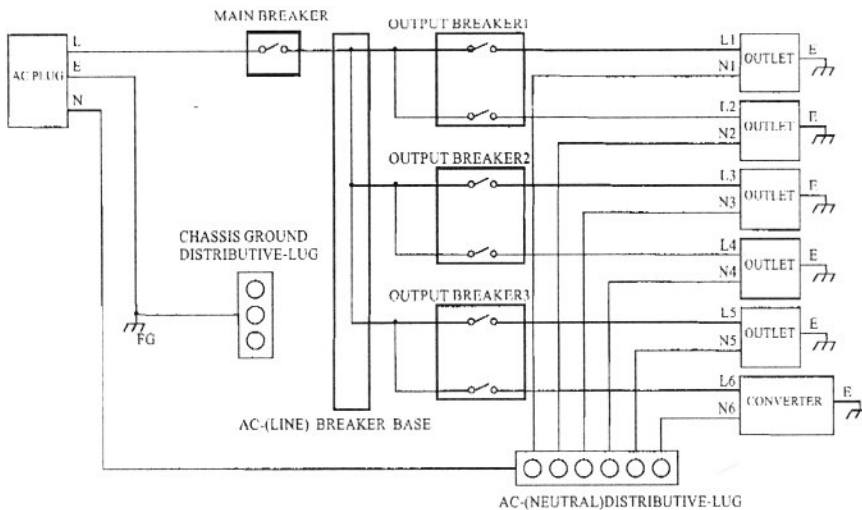 MAIN BREAKER
OUTPUT BREAKER1
AC PLUG
L
E
N
L1
N1
OUTLET
E
L2
N2
OUTLET
E
OUTPUT BREAKER2
L3
N3
OUTLET
E
CHASSIS GROUND
DISTRIBUTIVE-LUG
L4
N4
OUTLET
E
OUTPUT BREAKER3
FG
L5
N5
OUTLET
E
L6
N6
CONVERTER
E
AC-(LINE) BREAKER BASE
AC-(NEUTRAL)DISTRIBUTIVE-LUG